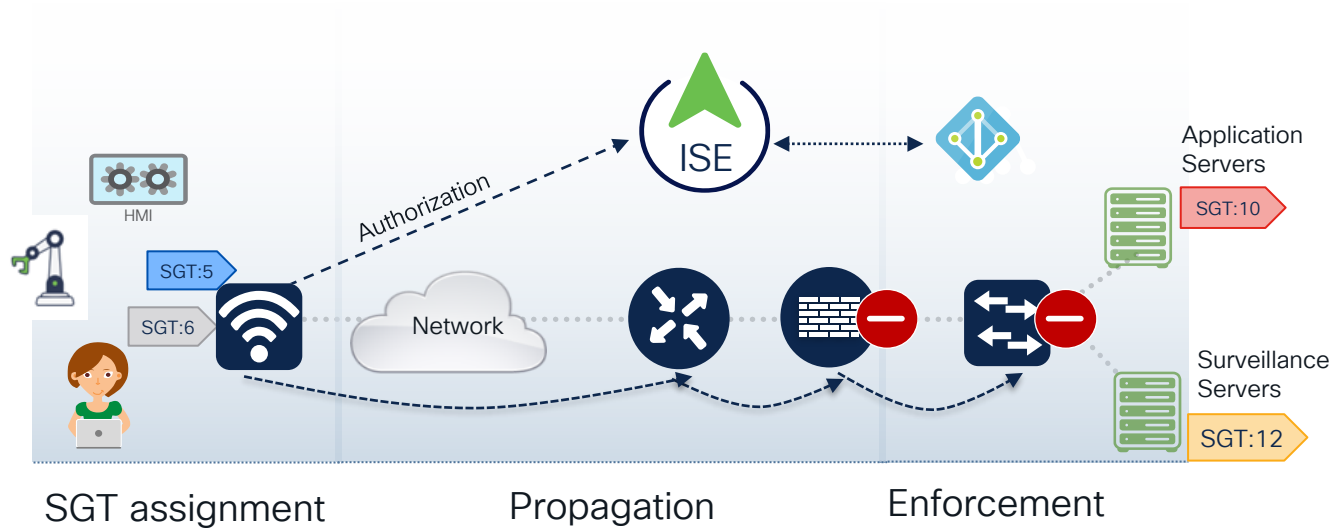 ISE
Application
Servers
SGT:10
Authorization
HMI
SGT:5
SGT:6
Network
Surveillance
Servers
SGT:12
SGT assignment
Propagation
Enforcement